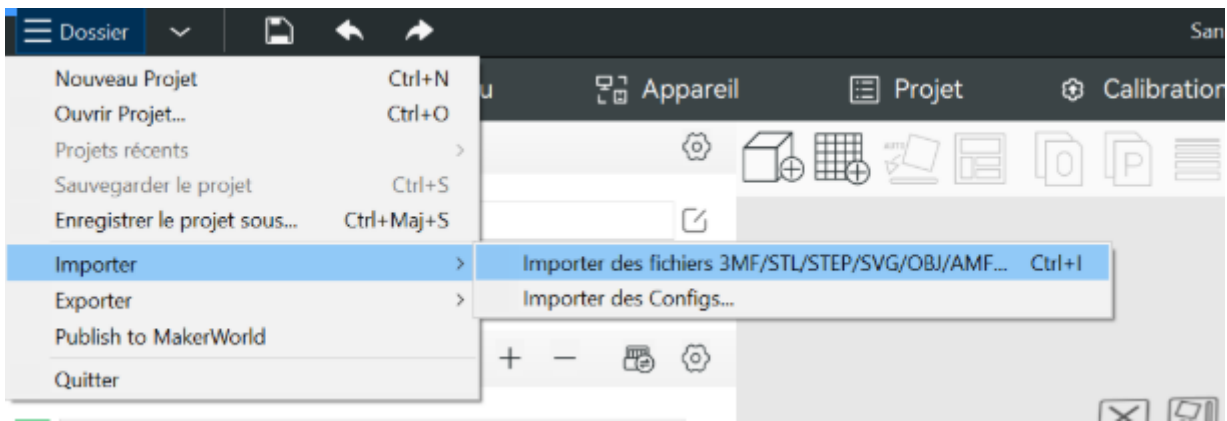 Dossier
San
Nouveau Projet Ctrl+N
Ouvrir Projet... Ctrl+O
Projets récents
Sauvegarder le projet Ctrl+S
Enregistrer le projet sous... Ctrl+Maj+S
Importer
Exporter
Publish to MakerWorld
Quitter
Importer des fichiers 3MF/STL/STEP/SVG/OBJ/AMF... Ctrl+I
Importer des Configs...
u
Appareil
Projet
Calibration
AUTO
O
P